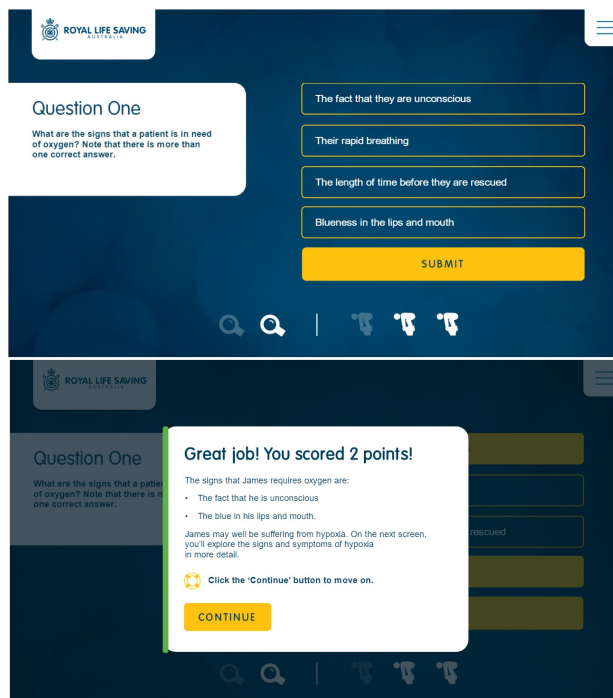 ROYAL LIFE SAVING
AUSTRALIA
Question One
What are the signs that a patient is in need
of oxygen? Note that there is more than
one correct answer.
The fact that they are unconscious
Their rapid breathing
The length of time before they are rescued
Blueness in the lips and mouth
SUBMIT
ROYAL LIFE SAVING
AUSTRALIA
Question One
What are the signs that a patie
of oxygen? Note that there is m
one correct answer.
rescued
Great job! You scored 2 points!
The signs that James requires oxygen are:
• The fact that he is unconscious
• The blue in his lips and mouth.
James may well be suffering from hypoxia. On the next screen,
you'll explore the signs and symptoms of hypoxia
in more detail.
Click the ‘Continue’ button to move on.
CONTINUE